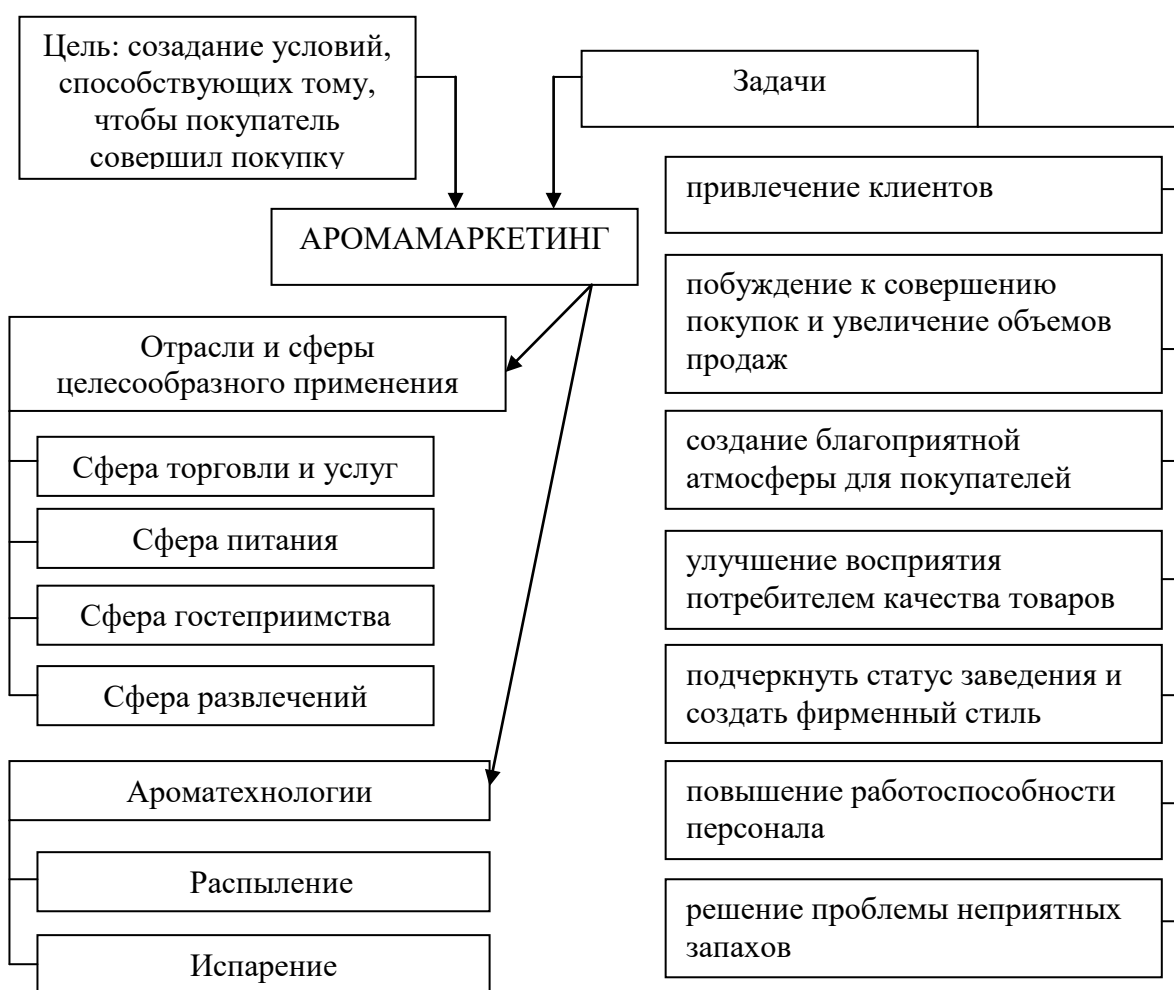 Цель: созадание условий,
способствующих тому,
чтобы покупатель
совершил покупку
Задачи
АРОМАМАРКЕТИНГ
Отрасли и сферы
целесообразного применения
Сфера торговли и услуг
Сфера питания
Сфера гостеприимства
Сфера развлечений
Ароматехнологии
Распыление
Испарение
привлечение клиентов
побуждение к совершению
покупок и увеличение объемов
продаж
создание благоприятной
атмосферы для покупателей
улучшение восприятия
потребителем качества товаров
подчеркнуть статус заведения и
создать фирменный стиль
повышение работоспособности
персонала
решение проблемы неприятных
запахов